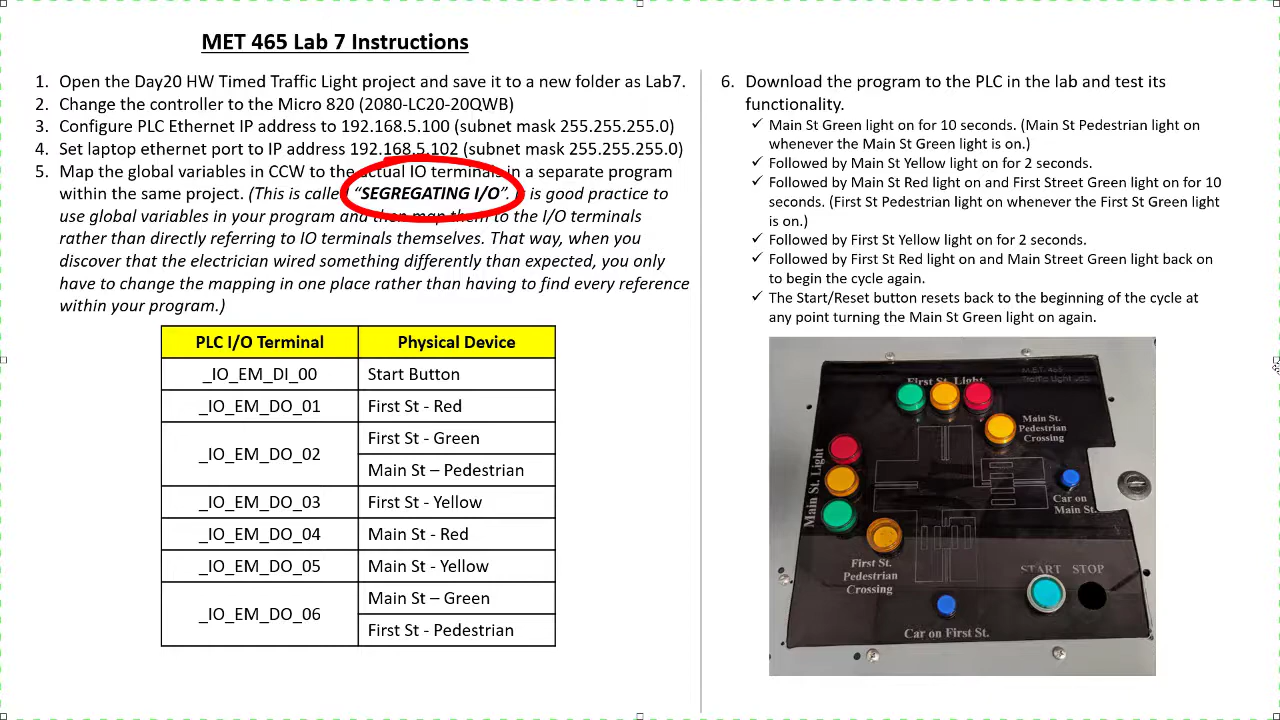 MET 465 Lab 7 Instructions
1. Open the Day20 HW Timed Traffic Light project and save it to a new folder as Lab7.
2. Change the controller to the Micro 820 (2080-LC20-20QWB)
3. Configure PLC Ethernet IP address to 192.168.5.100 (subnet mask 255.255.255.0)
4. Set laptop ethernet port to IP address 192.168.5.102 (subnet mask 255.255.255.0)
5. Map the global variables in CCW to the actual IO terminals in a separate program
within the same project. (This is called "SEGREGATING I/O". It is good practice to
use global variables in your program and then map them to the I/O terminals
rather than directly referring to IO terminals themselves. That way, when you
discover that the electrician wired something differently than expected, you only
have to change the mapping in one place rather than having to find every reference
within your program.)
PLC I/O Terminal Physical Device
_IO_EM_DI_00 Start Button
_IO_EM_DO_01 First St - Red
_IO_EM_DO_02 First St - Green
Main St – Pedestrian
_IO_EM_DO_03 First St - Yellow
_IO_EM_DO_04 Main St - Red
_IO_EM_DO_05 Main St - Yellow
_IO_EM_DO_06 Main St – Green
First St - Pedestrian
6. Download the program to the PLC in the lab and test its
functionality.
✓ Main St Green light on for 10 seconds. (Main St Pedestrian light on
whenever the Main St Green light is on.)
✓ Followed by Main St Yellow light on for 2 seconds.
✓ Followed by Main St Red light on and First Street Green light on for 10
seconds. (First St Pedestrian light on whenever the First St Green light
is on.)
✓ Followed by First St Yellow light on for 2 seconds.
✓ Followed by First St Red light on and Main Street Green light back on
to begin the cycle again.
✓ The Start/Reset button resets back to the beginning of the cycle at
any point turning the Main St Green light on again.
First St. Light
M.E.T. 465
Traffic Light
Main St.
Pedestrian
Crossing
Main St. Light
Car on
Main St.
First St.
Pedestrian
Crossing
START STOP
Car on First St.